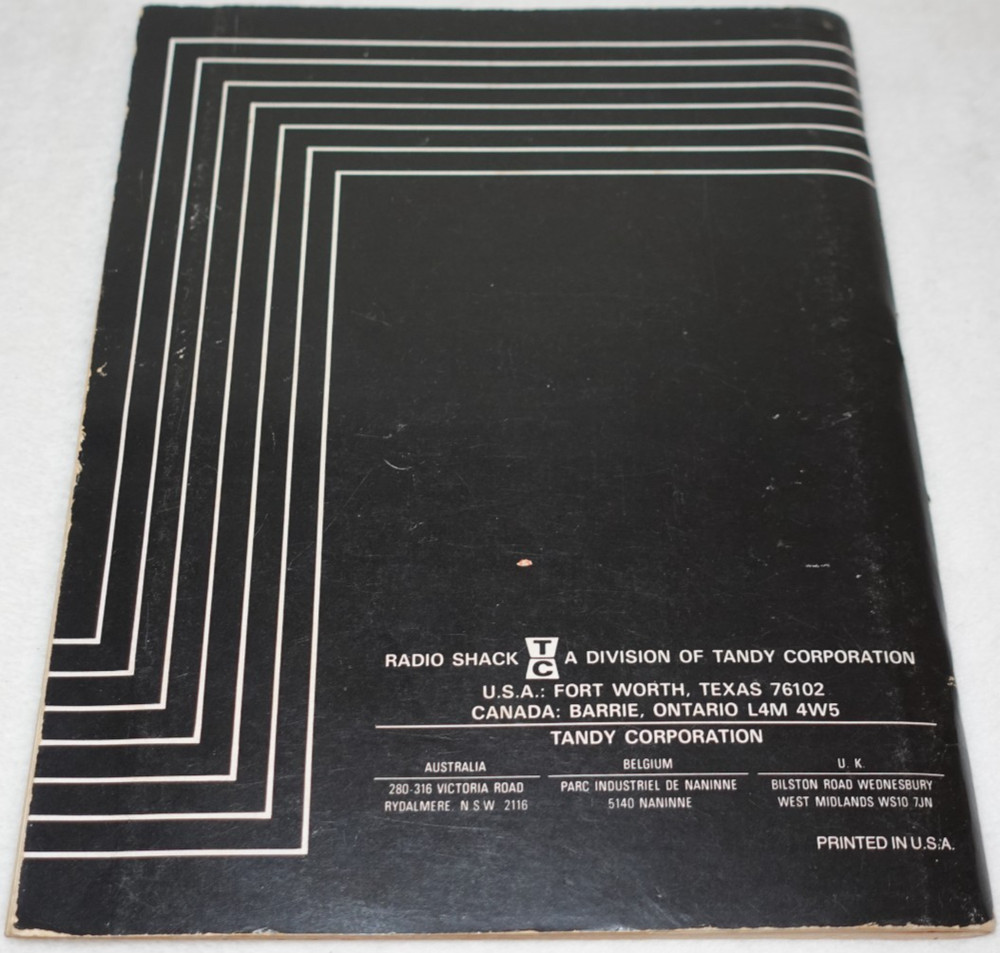 RADIO SHACK TC A DIVISION OF TANDY CORPORATION
U.S.A.: FORT WORTH, TEXAS 76102
CANADA: BARRIE, ONTARIO L4M 4W5
TANDY CORPORATION
AUSTRALIA
280-316 VICTORIA ROAD
RYDALMERE. N S W 2116
BELGIUM
PARC INDUSTRIEL DE NANINNE
5140 NANINNE
U. K.
BILSTON ROAD WEDNESBURY
WEST MIDLANDS WS10 7JN
PRINTED IN U.S.A.